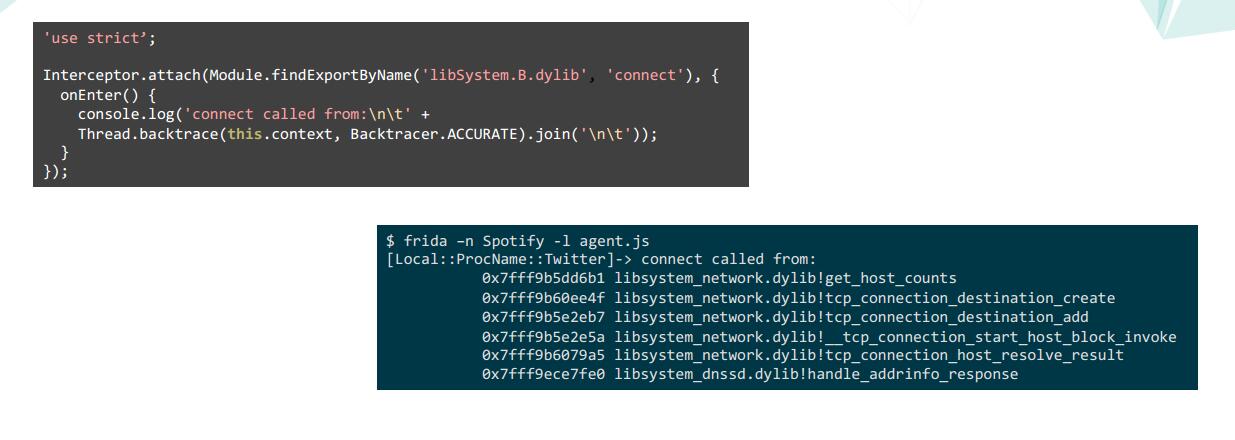 'use strict’;
Interceptor.attach(Module.findExportByName('libSystem.B.dylib', 'connect'), {
onEnter() {
console.log('connect called from:\n\t' +
Thread.backtrace(this.context, Backtracer.ACCURATE).join('\n\t'));
}
});
$ frida –n Spotify -l agent.js
[Local::ProcName::Twitter]-> connect called from:
0x7fff9b5dd6b1 libsystem_network.dylib!get_host_counts
0x7fff9b60ee4f libsystem_network.dylib!tcp_connection_destination_create
0x7fff9b5e2eb7 libsystem_network.dylib!tcp_connection_destination_add
0x7fff9b5e2e5a libsystem_network.dylib!__tcp_connection_start_host_block_invoke
0x7fff9b6079a5 libsystem_network.dylib!tcp_connection_host_resolve_result
0x7fff9ece7fe0 libsystem_dnssd.dylib!handle_addrinfo_response